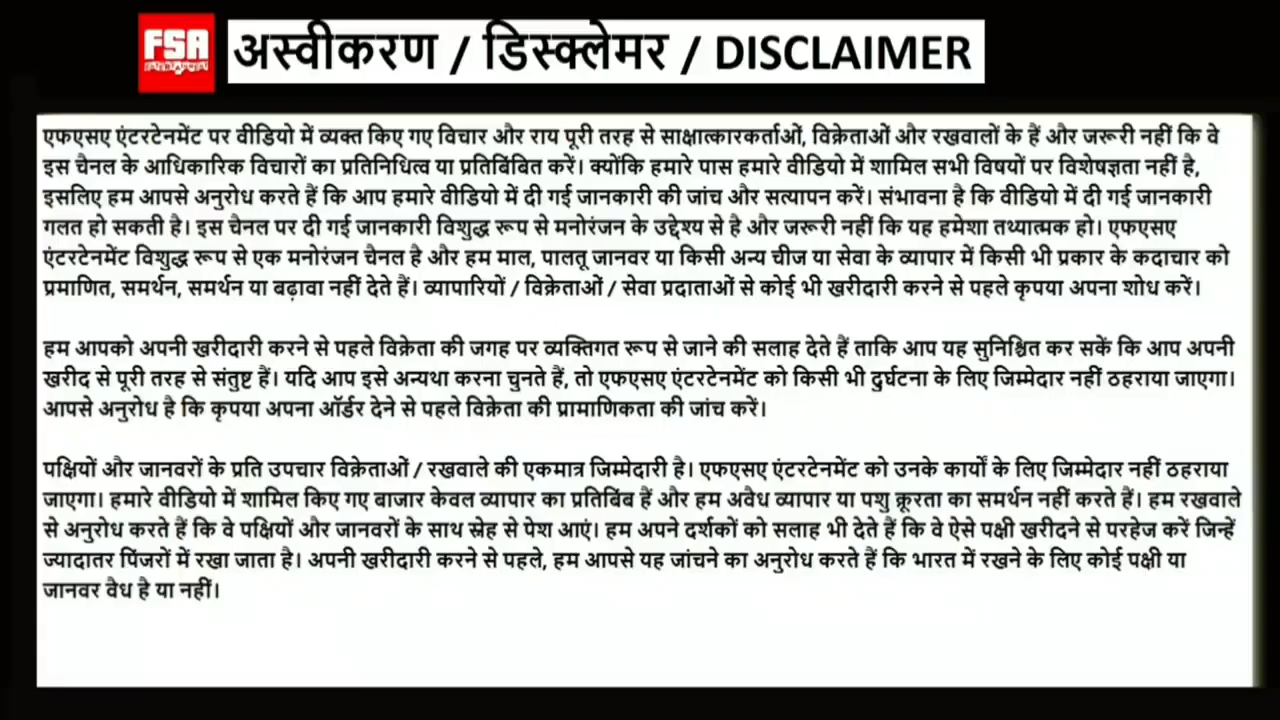 FSA
ENTERTAINMENT
अस्वीकरण / डिस्क्लेमर / DISCLAIMER
एफएसए एंटरटेनमेंट पर वीडियो में व्यक्त किए गए विचार और राय पूरी तरह से साक्षात्कारकर्ताओं, विक्रेताओं और रखवालों के हैं और जरूरी नहीं कि वे
इस चैनल के आधिकारिक विचारों का प्रतिनिधित्व या प्रतिबिंबित करें। क्योंकि हमारे पास हमारे वीडियो में शामिल सभी विषयों पर विशेषज्ञता नहीं है,
इसलिए हम आपसे अनुरोध करते हैं कि आप हमारे वीडियो में दी गई जानकारी की जांच और सत्यापन करें। संभावना है कि वीडियो में दी गई जानकारी
गलत हो सकती है। इस चैनल पर दी गई जानकारी विशुद्ध रूप से मनोरंजन के उद्देश्य से है और जरूरी नहीं कि यह हमेशा तथ्यात्मक हो। एफएसए
एंटरटेनमेंट विशुद्ध रूप से एक मनोरंजन चैनल है और हम माल, पालतू जानवर या किसी अन्य चीज या सेवा के व्यापार में किसी भी प्रकार के कदाचार को
प्रमाणित, समर्थन, समर्थन या बढ़ावा नहीं देते हैं। व्यापारियों / विक्रेताओं / सेवा प्रदाताओं से कोई भी खरीदारी करने से पहले कृपया अपना शोध करें।
हम आपको अपनी खरीदारी करने से पहले विक्रेता की जगह पर व्यक्तिगत रूप से जाने की सलाह देते हैं ताकि आप यह सुनिश्चित कर सकें कि आप अपनी
खरीद से पूरी तरह से संतुष्ट हैं। यदि आप इसे अन्यथा करना चुनते हैं, तो एफएसए एंटरटेनमेंट को किसी भी दुर्घटना के लिए जिम्मेदार नहीं ठहराया जाएगा।
आपसे अनुरोध है कि कृपया अपना ऑर्डर देने से पहले विक्रेता की प्रामाणिकता की जांच करें।
पक्षियों और जानवरों के प्रति उपचार विक्रेताओं / रखवाले की एकमात्र जिम्मेदारी है। एफएसए एंटरटेनमेंट को उनके कार्यों के लिए जिम्मेदार नहीं ठहराया
जाएगा। हमारे वीडियो में शामिल किए गए बाजार केवल व्यापार का प्रतिबिंब हैं और हम अवैध व्यापार या पशु क्रूरता का समर्थन नहीं करते हैं। हम रखवाले
से अनुरोध करते हैं कि वे पक्षियों और जानवरों के साथ स्नेह से पेश आएं। हम अपने दर्शकों को सलाह भी देते हैं कि वे ऐसे पक्षी खरीदने से परहेज करें जिन्हें
ज्यादातर पिंजरों में रखा जाता है। अपनी खरीदारी करने से पहले, हम आपसे यह जांचने का अनुरोध करते हैं कि भारत में रखने के लिए कोई पक्षी या
जानवर वैध है या नहीं।